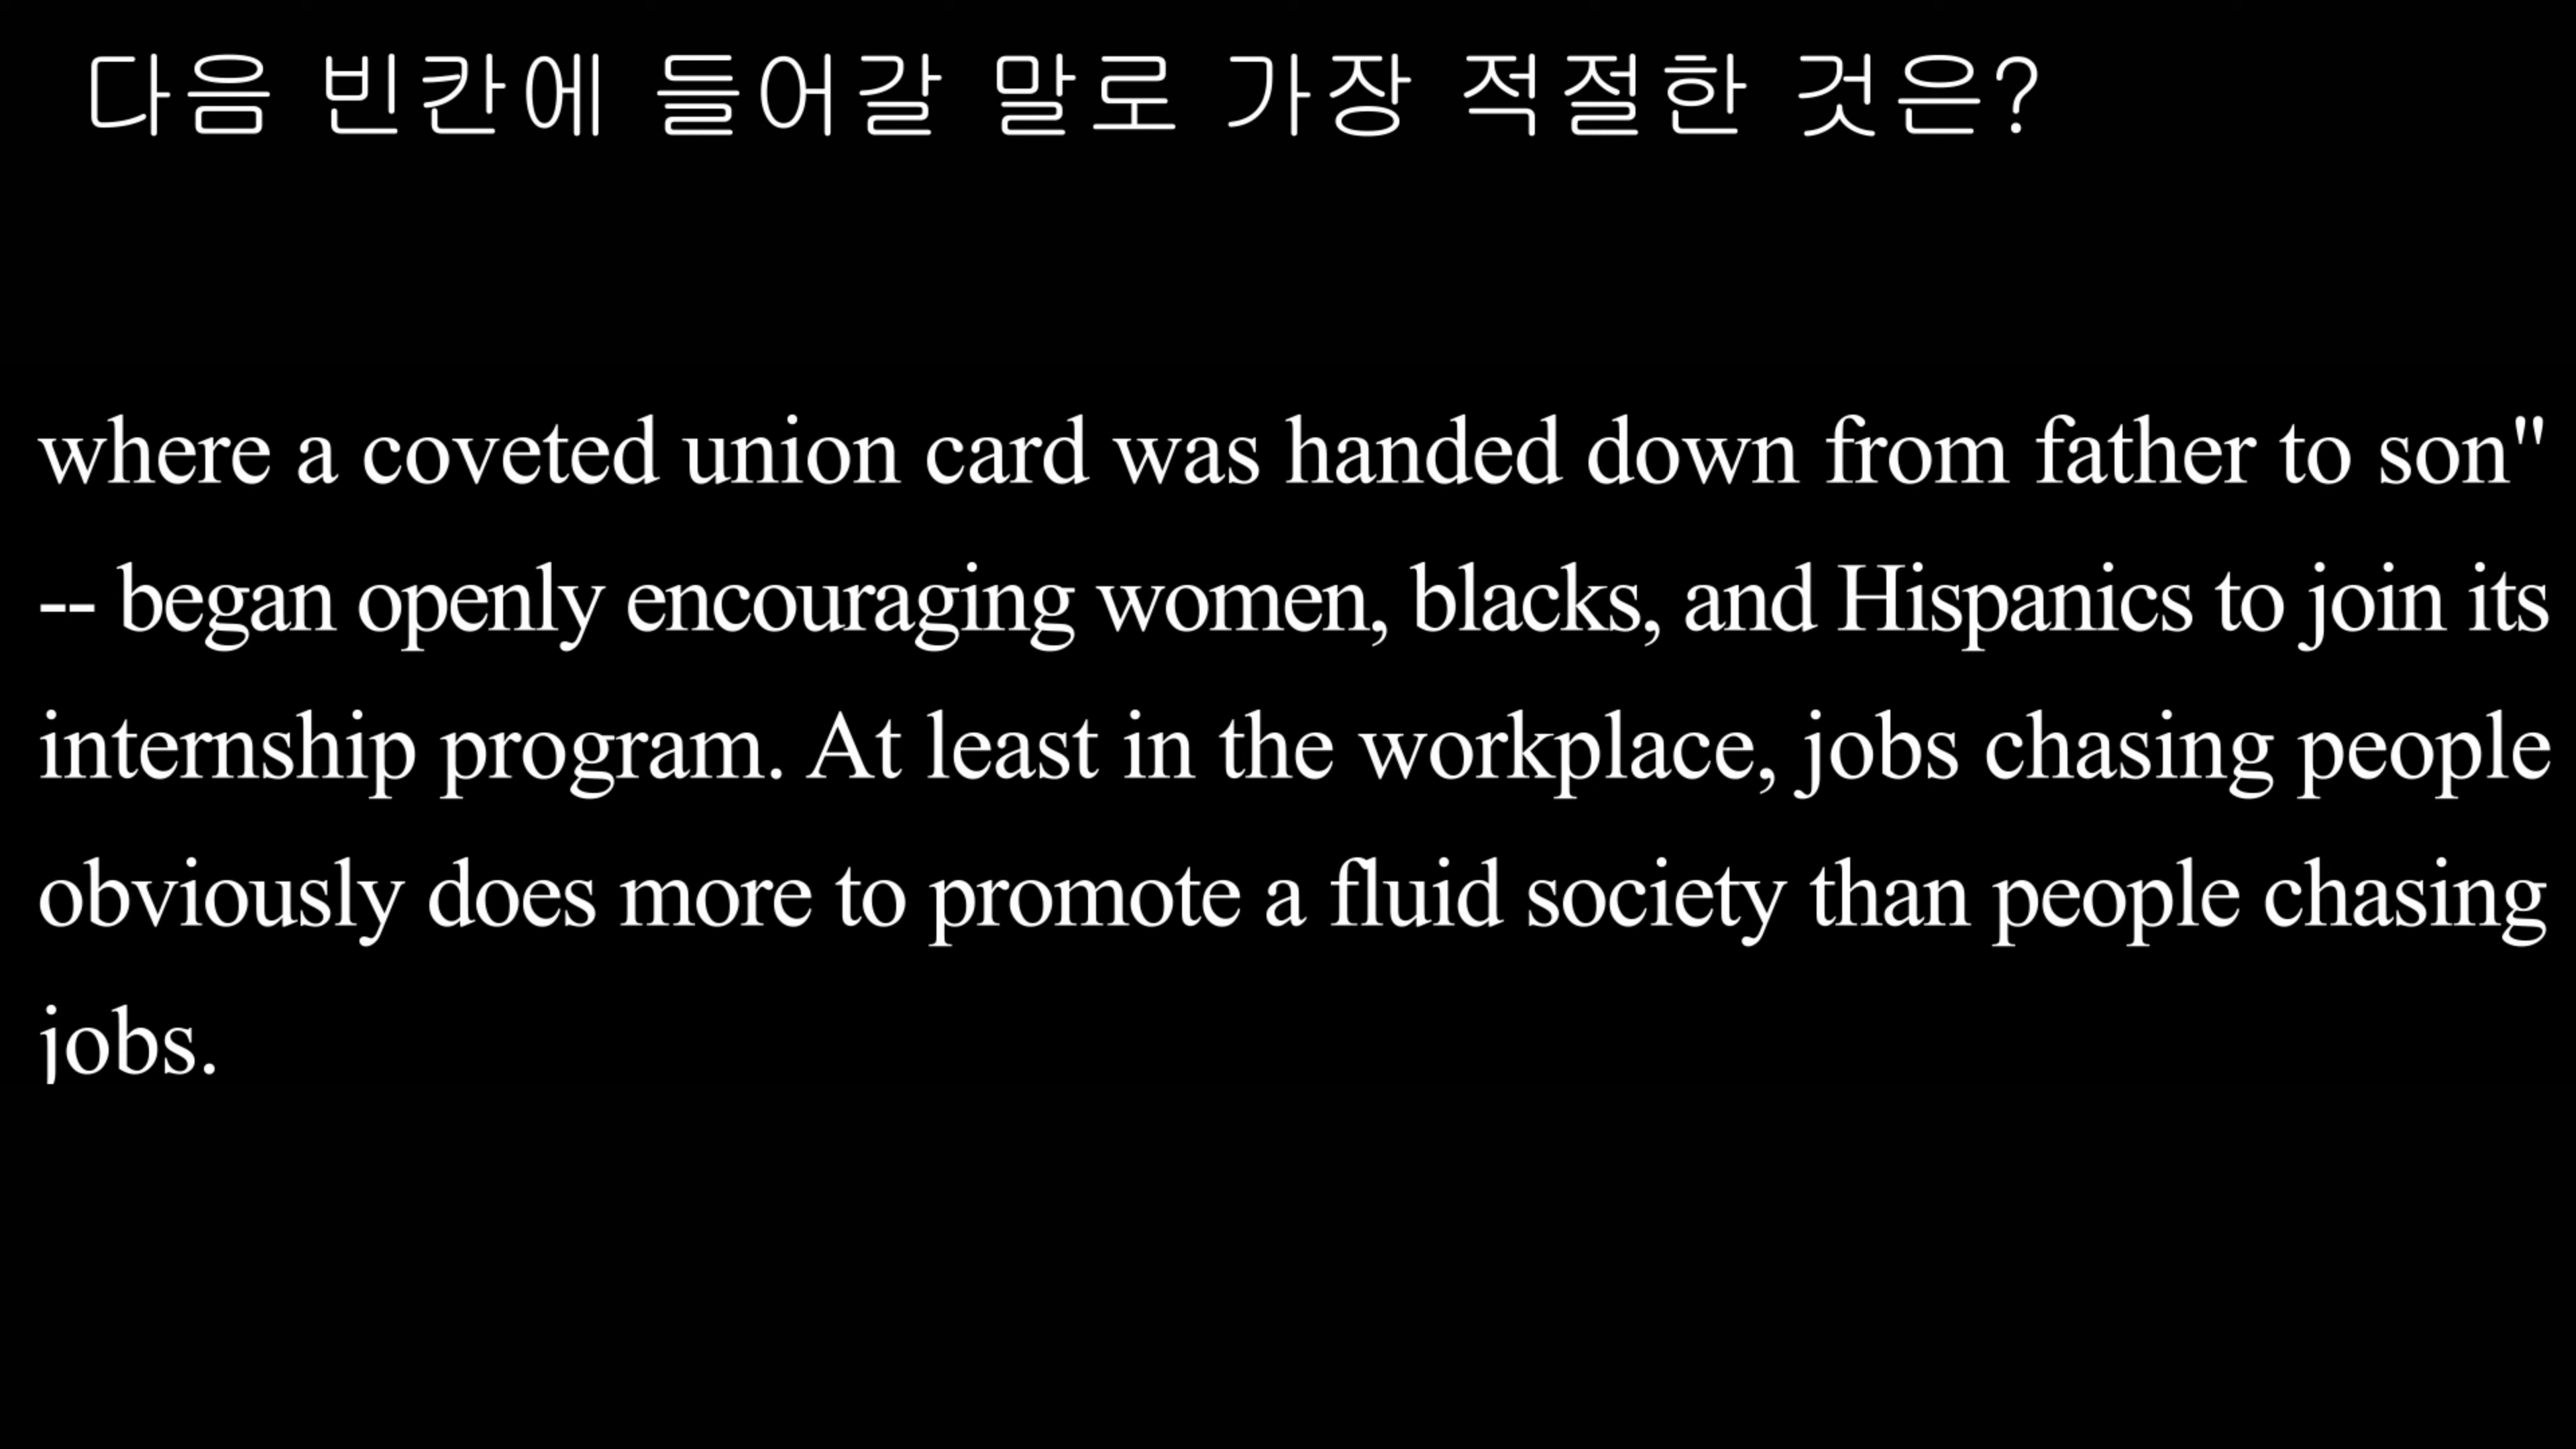 다음 빈칸에 들어갈 말로 가장 적절한 것은?
where a coveted union card was handed down from father to son"
-- began openly encouraging women, blacks, and Hispanics to join its
internship program. At least in the workplace, jobs chasing people
obviously does more to promote a fluid society than people chasing
jobs.